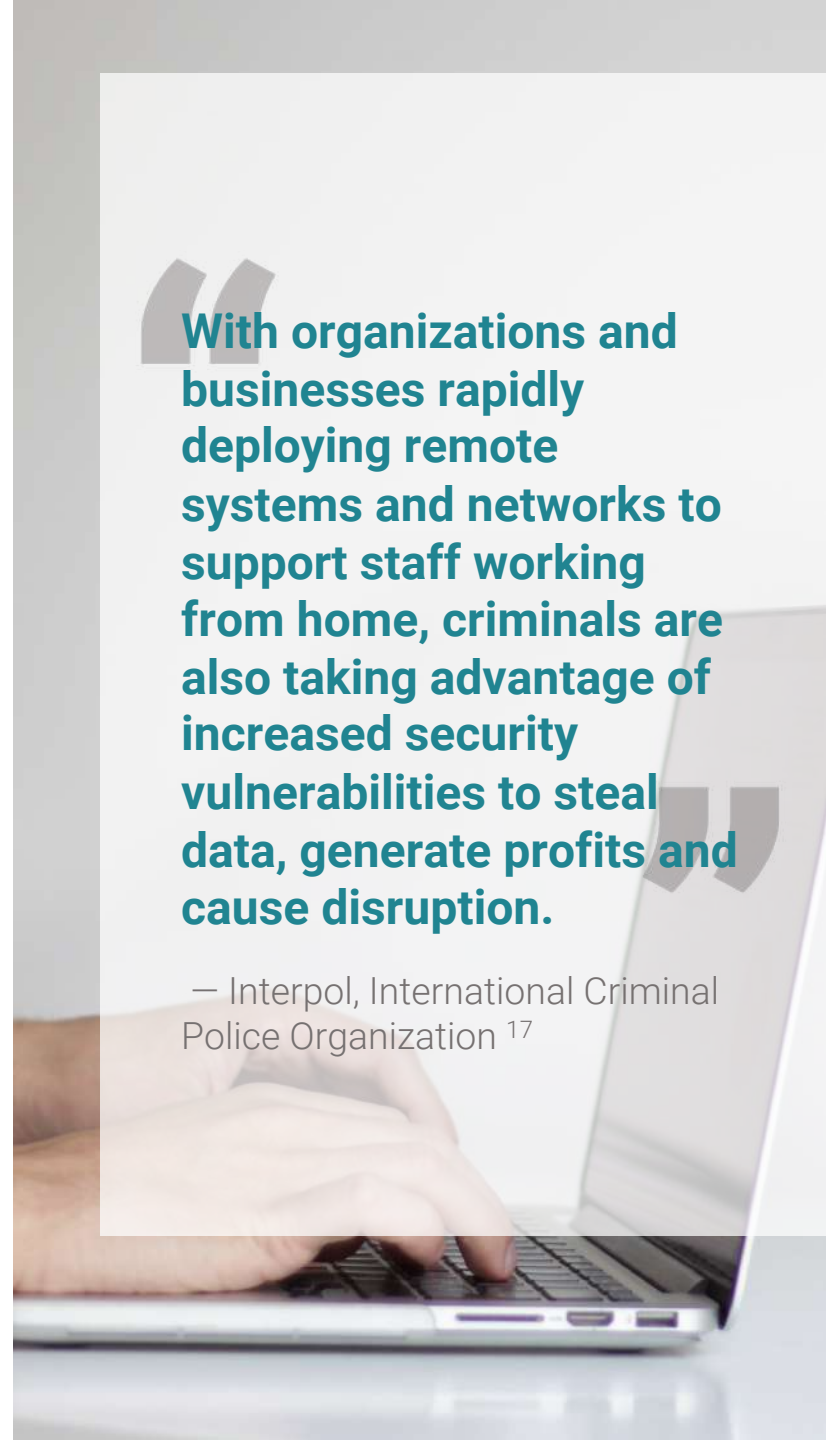 “
With organizations and
businesses rapidly
deploying remote
systems and networks to
support staff working
from home, criminals are
also taking advantage of
increased security
vulnerabilities to steal
data, generate profits and
cause disruption.
”
— Interpol, International Criminal
Police Organization 17